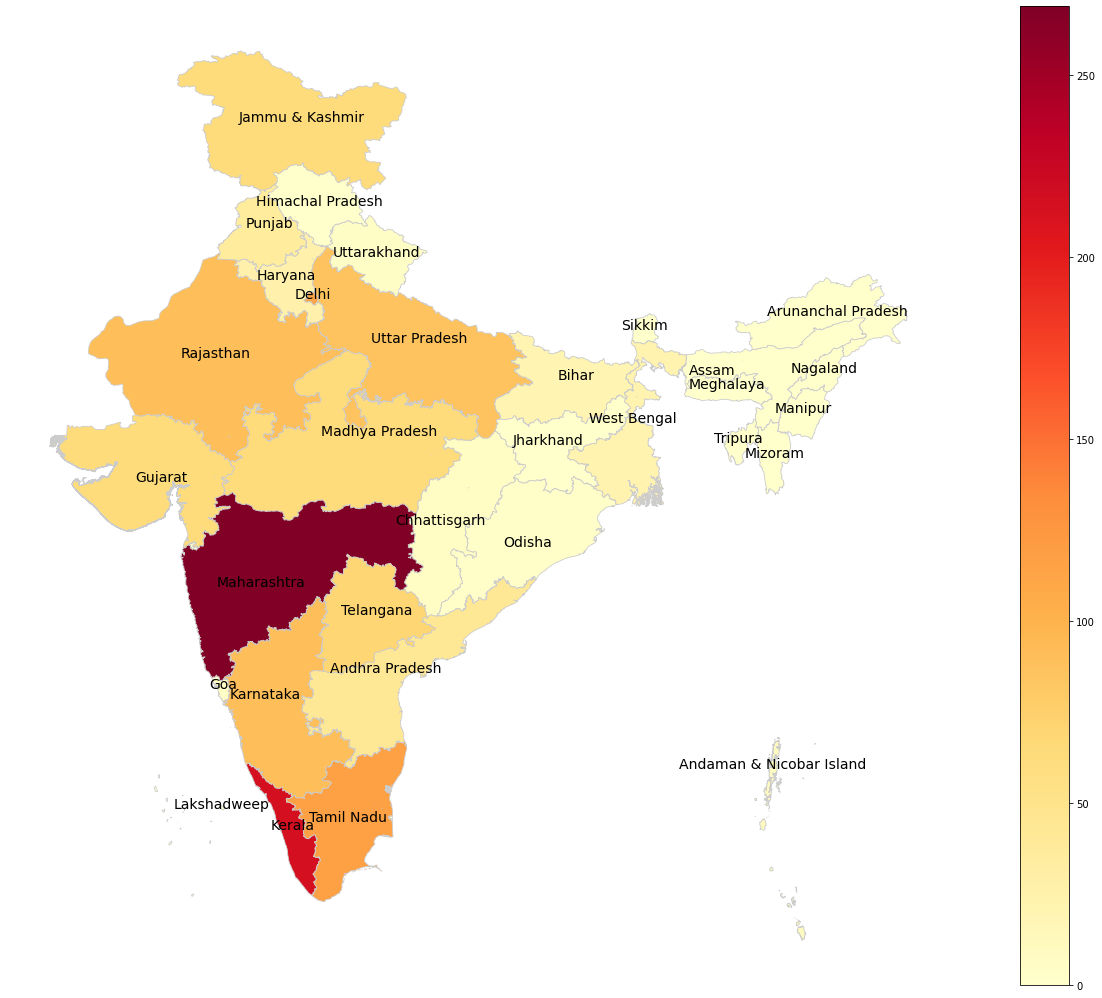 250
Jammu & Kashmir
Himachal Pradesh
Punjab
Uttarakhand
200
Haryana
Delhi
Arunanchal Pradesh
Sikkim
Uttar Pradesh
Rajasthan
Assam
Nagaland
Bihar
Meghalaya
Manipur
West Bengal
Madhya Pradesh
Jharkhand
Tripura
150
Mizoram
Gujarat
Chhattisgarh
Odisha
Maharashtra
Telangana
100
Andhra Pradesh
Goa
Karnataka
Andaman & Nicobar Island
Lakshadweep
50
Tamil Nadu
Kerala
0